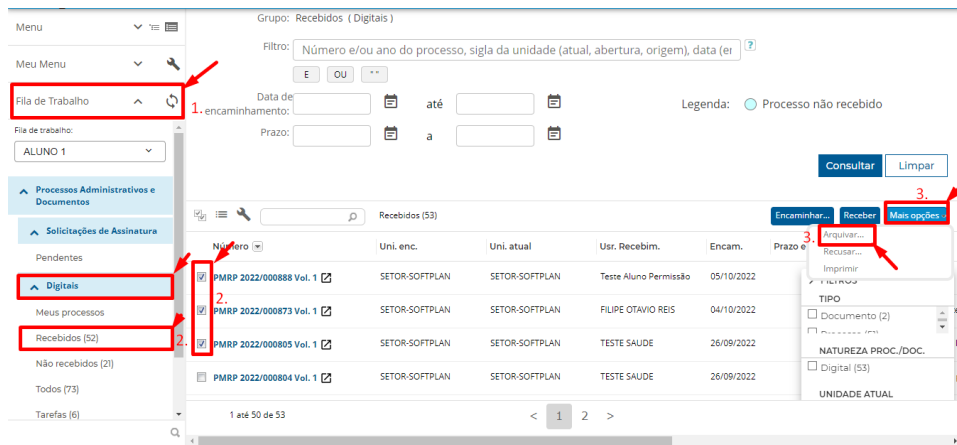 Menu
Meu Menu
Fila de Trabalho
Fila de trabalho:
ALUNO 1
Processos Administrativos e
Documentos
Solicitações de Assinatura
Pendentes
Digitais
Meus processos
Recebidos (52)
2.
Não recebidos (21)
Todos (73)
Tarefas (6)
1.
Grupo: Recebidos ( Digitais )
Filtro: Número e/ou ano do processo, sigla da unidade (atual, abertura, origem), data (er ?
E OU " "
Data de
encaminhamento: até
Legenda: Processo não recebido
Prazo: a
Consultar Limpar
3.
Recebidos (53) Encaminhar... Receber Mais opções
3. Arquivar...
Recusar...
Imprimir
Número Uni. enc. Uni. atual Usr. Recebim. Encam. Prazo e
PMRP 2022/000888 Vol. 1 SETOR-SOFTPLAN SETOR-SOFTPLAN Teste Aluno Permissão 05/10/2022
2.
PMRP 2022/000873 Vol. 1 SETOR-SOFTPLAN SETOR-SOFTPLAN FILIPE OTAVIO REIS 04/10/2022
PMRP 2022/000805 Vol. 1 SETOR-SOFTPLAN SETOR-SOFTPLAN TESTE SAUDE 26/09/2022
PMRP 2022/000804 Vol. 1 SETOR-SOFTPLAN SETOR-SOFTPLAN TESTE SAUDE 26/09/2022
FILTROS
TIPO
Documento (2)
NATUREZA PROC./DOC.
Digital (53)
UNIDADE ATUAL
1 até 50 de 53 < 1 2 >